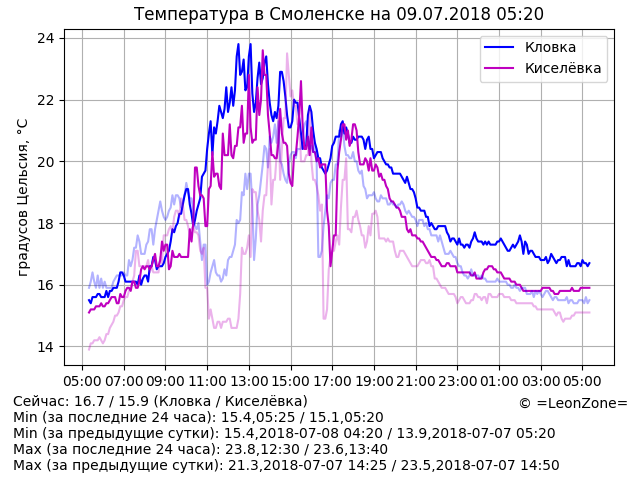 Температура в Смоленске на 09.07.2018 05:20
градусов Цельсия, °C
24
22
20
18
16
14
Кловка
Киселёвка
05:00 07:00 09:00 11:00 13:00 15:00 17:00 19:00 21:00 23:00 01:00 03:00 05:00
Сейчас: 16.7 / 15.9 (Кловка / Киселёвка)
© =LeonZone=
Min (за последние 24 часа): 15.4,05:25 / 15.1,05:20
Min (за предыдущие сутки): 15.4,2018-07-08 04:20 / 13.9,2018-07-07 05:20
Max (за последние 24 часа): 23.8,12:30 / 23.6,13:40
Max (за предыдущие сутки): 21.3,2018-07-07 14:25 / 23.5,2018-07-07 14:50